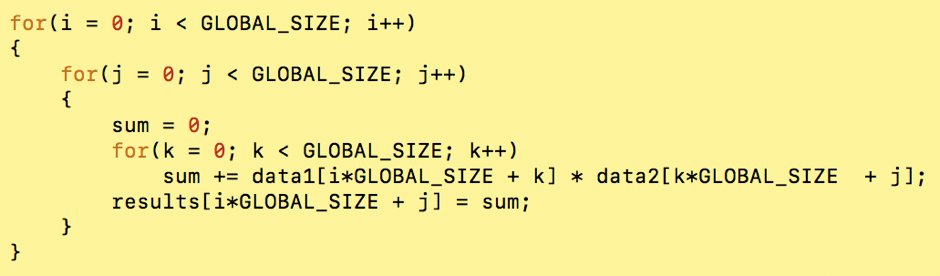 for(i = 0; i < GLOBAL_SIZE; i++)
{
    for(j = 0; j < GLOBAL_SIZE; j++)
    {
        sum = 0;
        for(k = 0; k < GLOBAL_SIZE; k++)
            sum += data1[i*GLOBAL_SIZE + k] * data2[k*GLOBAL_SIZE  + j];
        results[i*GLOBAL_SIZE + j] = sum;
    }
}